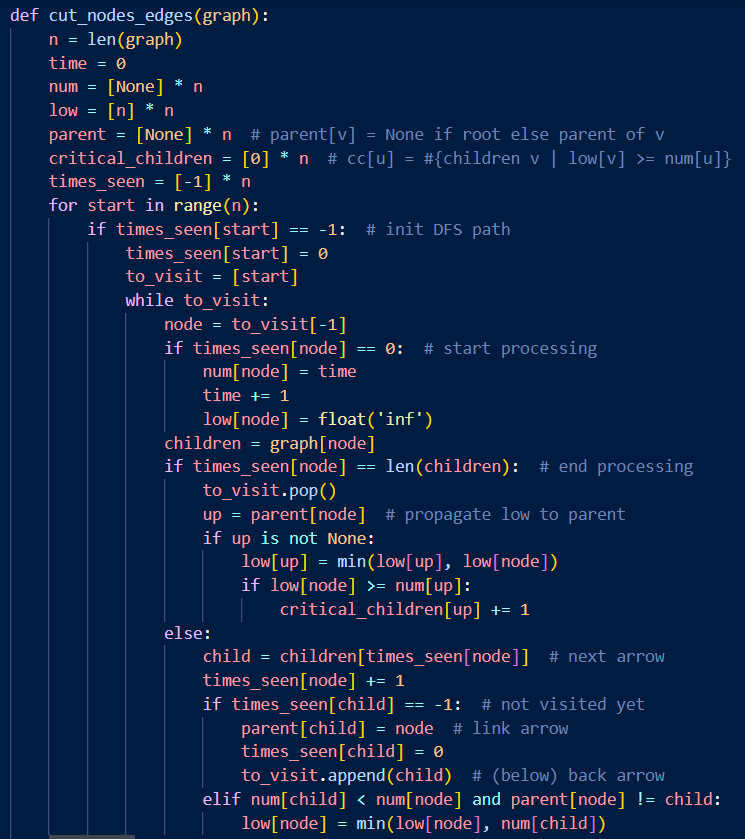 def cut_nodes_edges(graph):
    n = len(graph)
    time = 0
    num = [None] * n
    low = [n] * n
    parent = [None] * n  # parent[v] = None if root else parent of v
    critical_children = [0] * n  # cc[u] = #{children v | low[v] >= num[u]}
    times_seen = [-1] * n
    for start in range(n):
        if times_seen[start] == -1:  # init DFS path
            times_seen[start] = 0
            to_visit = [start]
            while to_visit:
                node = to_visit[-1]
                if times_seen[node] == 0:  # start processing
                    num[node] = time
                    time += 1
                    low[node] = float('inf')
                children = graph[node]
                if times_seen[node] == len(children):  # end processing
                    to_visit.pop()
                    up = parent[node]  # propagate low to parent
                    if up is not None:
                        low[up] = min(low[up], low[node])
                        if low[node] >= num[up]:
                            critical_children[up] += 1
                else:
                    child = children[times_seen[node]]  # next arrow
                    times_seen[node] += 1
                    if times_seen[child] == -1:  # not visited yet
                        parent[child] = node  # link arrow
                        times_seen[child] = 0
                        to_visit.append(child)  # (below) back arrow
                    elif num[child] < num[node] and parent[node] != child:
                        low[node] = min(low[node], num[child])